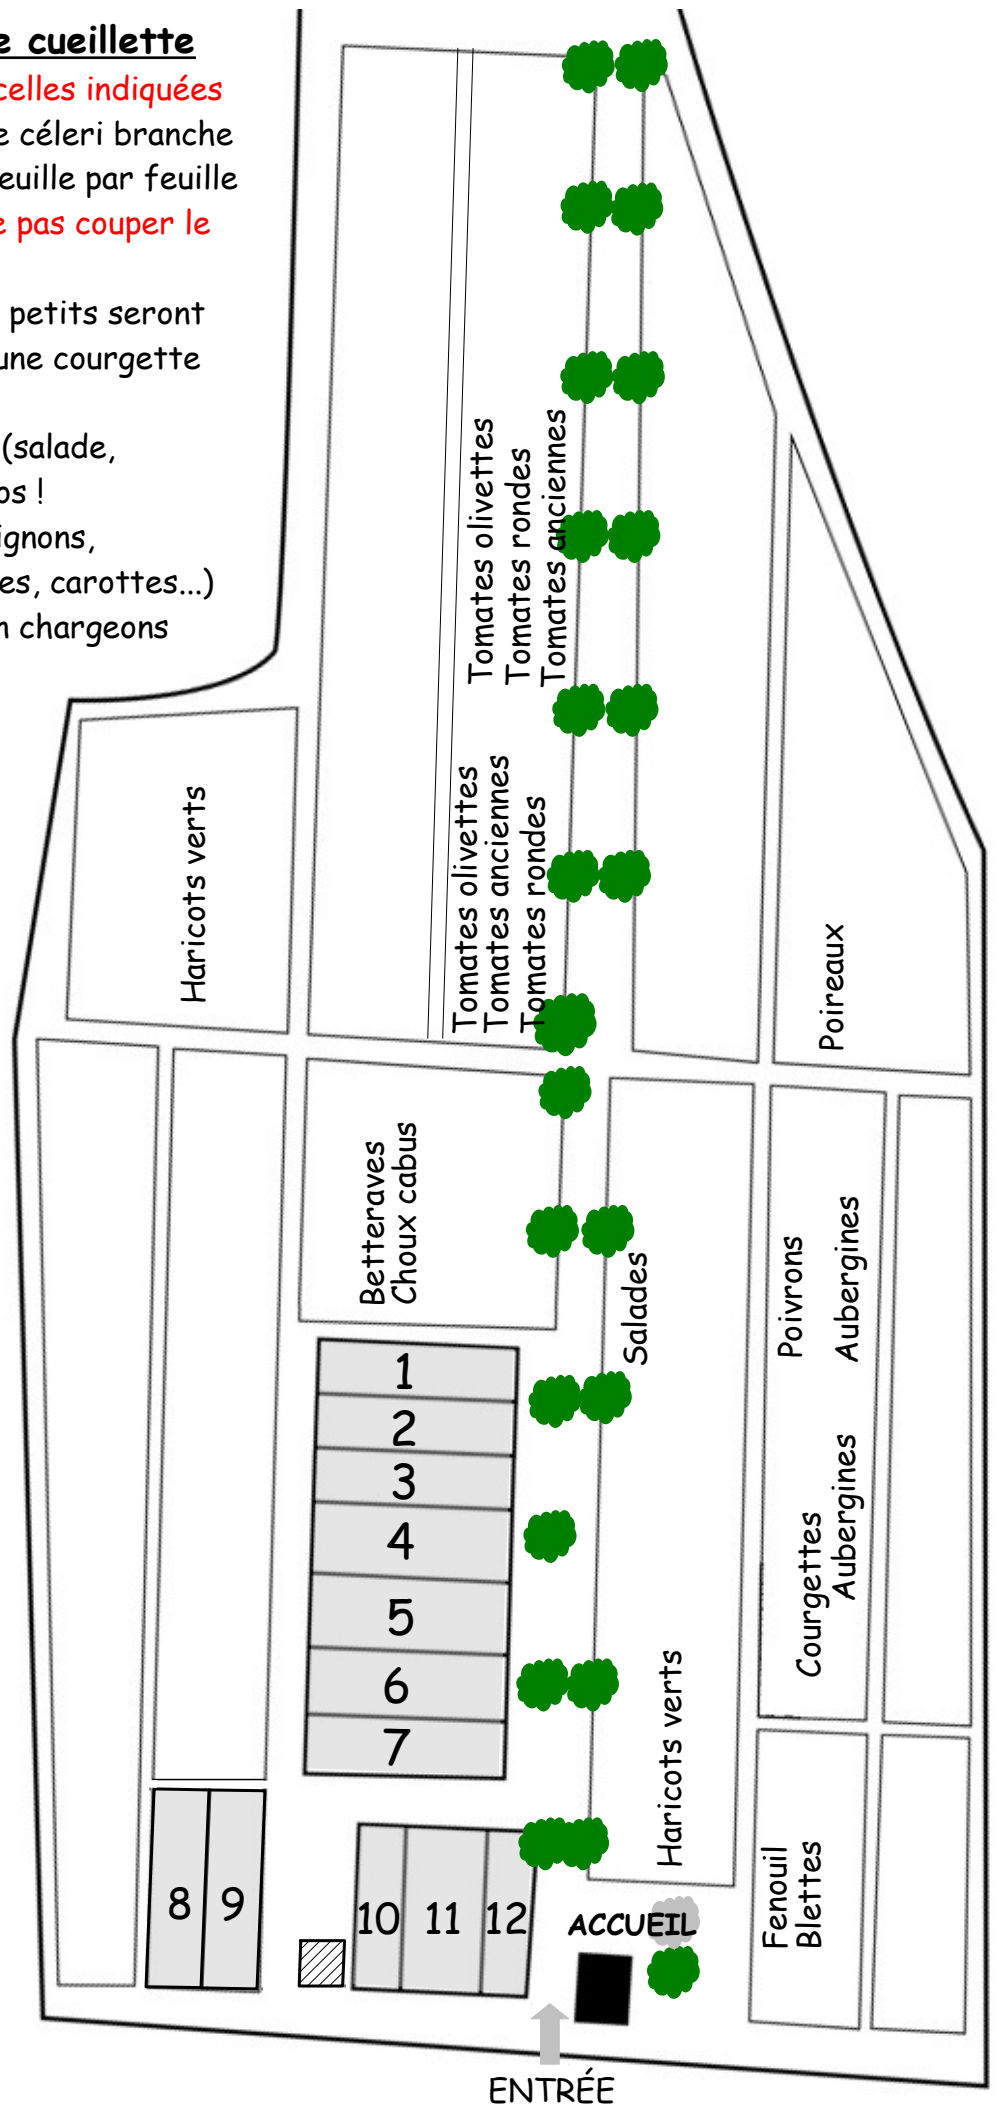 e cueillette
celles indiquées
e céleri branche
euille par feuille
e pas couper le
petits seront
une courgette
(salade,
os !
ignons,
es, carottes...)
n chargeons
Tomates olivettes
Tomates rondes
Tomates anciennes
Haricots verts
Tomates olivettes
Tomates anciennes
Tomates rondes
Poireaux
Betteraves
Choux cabus
Salades
Poivrons
Aubergines
1
2
3
4
5
6
7
Courgettes
Aubergines
Haricots verts
8
9
10
11
12
ACCUEIL
Fenouil
Blettes
ENTRÉE